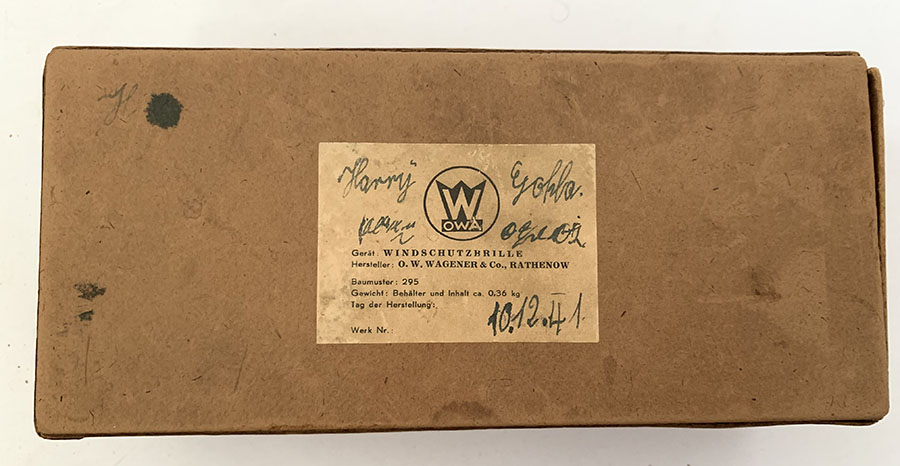 H
Harry
W
OWA
Gerät: WINDSCHUTZBRILLE
Hersteller: O. W. WAGENER & Co., RATHENOW
Baumuster: 295
Gewicht: Behälter und Inhalt ca. 0.36 kg
Tag der Herstellung:
10.12.41
Werk Nr.: